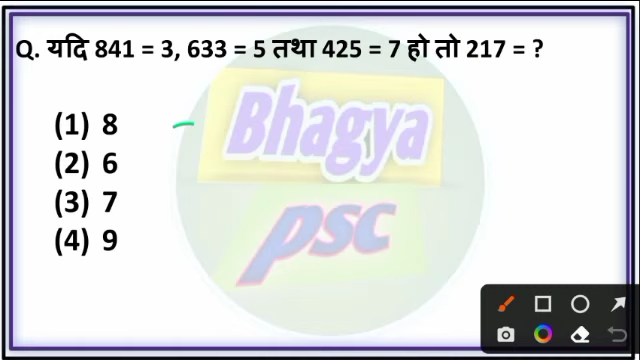 Q. यदि 841 = 3, 633 = 5 तथा 425 = 7 हो तो 217 = ?
(1) 8
(2) 6
(3) 7
(4) 9
Bhagya
psc